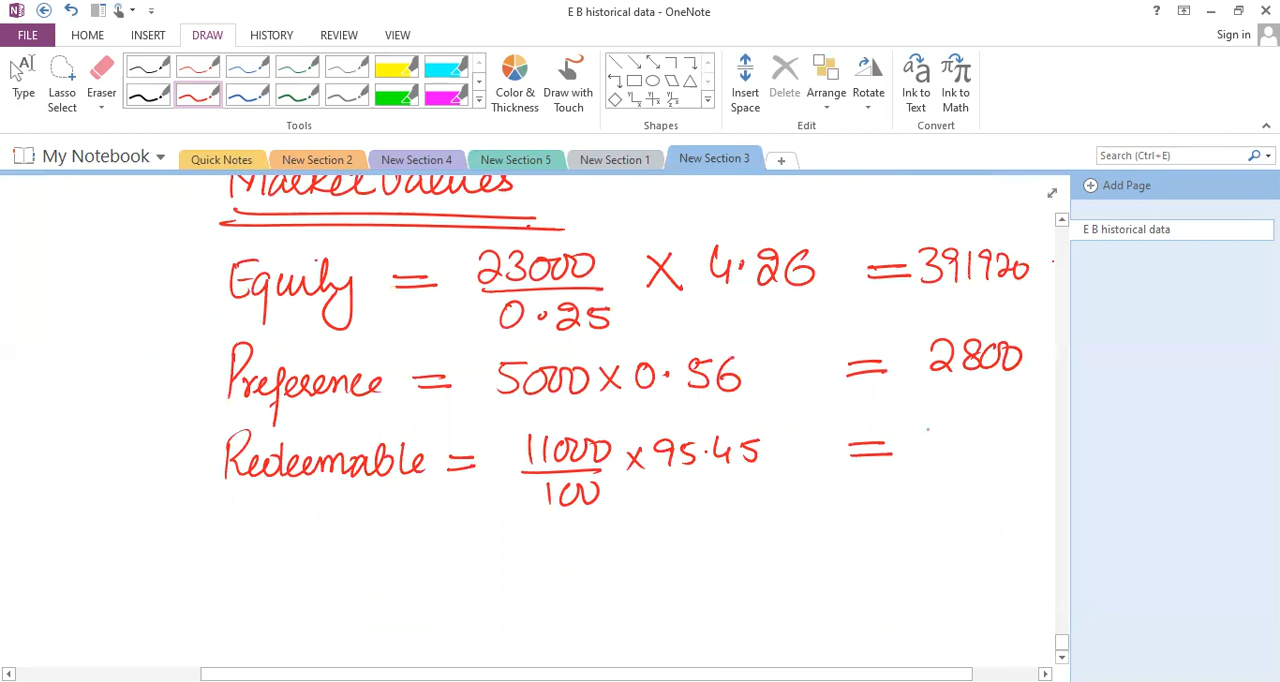 E B historical data - OneNote
Sign in
FILE HOME INSERT DRAW HISTORY REVIEW VIEW
Type Lasso Select Eraser Color & Thickness Draw with Touch Insert Space Delete Arrange Rotate Ink to Text Ink to Math
Tools Shapes Edit Convert
My Notebook Quick Notes New Section 2 New Section 4 New Section 5 New Section 1 New Section 3 Search (Ctrl+E)
Add Page
E B historical data
Market Values
Equity = 23000 / 0.25 X 4.26 = 391920
Preference = 5000 x 0.56 = 2800
Redeemable = 11000 / 100 x 95.45 =